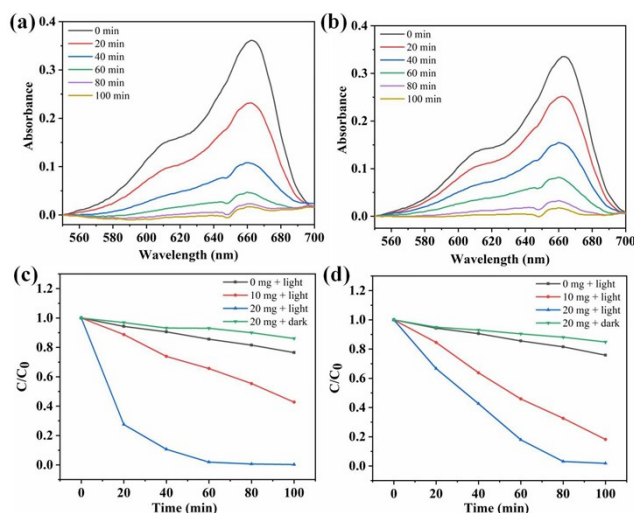 (a)
0 min
20 min
40 min
60 min
80 min
100 min
Absorbance
0.4
0.3
0.2
0.1
0.0
560 580 600 620 640 660 680 700
Wavelength (nm)
(b)
0 min
20 min
40 min
60 min
80 min
100 min
Absorbance
0.4
0.3
0.2
0.1
0.0
560 580 600 620 640 660 680 700
Wavelength (nm)
(c)
0 mg + light
10 mg + light
20 mg + light
20 mg + dark
C/C0
1.2
1.0
0.8
0.6
0.4
0.2
0.0
0 20 40 60 80 100
Time (min)
(d)
0 mg + light
10 mg + light
20 mg + light
20 mg + dark
C/C0
1.2
1.0
0.8
0.6
0.4
0.2
0.0
0 20 40 60 80 100
Time (min)